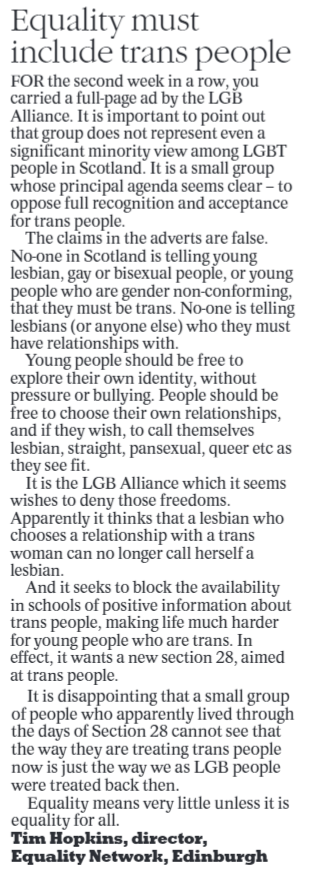 Equality must
include trans people
FOR the second week in a row, you
carried a full-page ad by the LGB
Alliance. It is important to point out
that group does not represent even a
significant minority view among LGBT
people in Scotland. It is a small group
whose principal agenda seems clear – to
oppose full recognition and acceptance
for trans people.
The claims in the adverts are false.
No-one in Scotland is telling young
lesbian, gay or bisexual people, or young
people who are gender non-conforming,
that they must be trans. No-one is telling
lesbians (or anyone else) who they must
have relationships with.
Young people should be free to
explore their own identity, without
pressure or bullying. People should be
free to choose their own relationships,
and if they wish, to call themselves
lesbian, straight, pansexual, queer etc as
they see fit.
It is the LGB Alliance which it seems
wishes to deny those freedoms.
Apparently it thinks that a lesbian who
chooses a relationship with a trans
woman can no longer call herself a
lesbian.
And it seeks to block the availability
in schools of positive information about
trans people, making life much harder
for young people who are trans. In
effect, it wants a new section 28, aimed
at trans people.
It is disappointing that a small group
of people who apparently lived through
the days of Section 28 cannot see that
the way they are treating trans people
now is just the way we as LGB people
were treated back then.
Equality means very little unless it is
equality for all.
Tim Hopkins, director,
Equality Network, Edinburgh